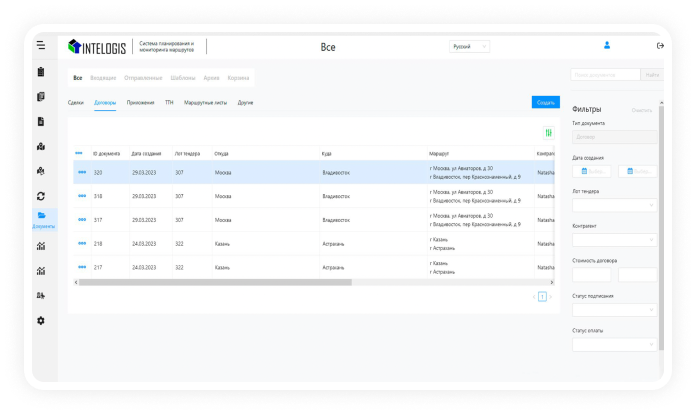 INTELOGIS
Система планирования и
мониторинга маршрутов
Все
Русский
Все Входящие Отправленные Шаблоны Архив Корзина
Поиск документов Найти
Сделки Договоры Приложения ТТН Маршрутные листы Другие
Создать
Фильтры Очистить
Тип документа
Договор
ID документа Дата создания Лот тендера Откуда Куда Маршрут Контраге
320 29.03.2023 307 Москва Владивосток
г Москва, ул Авиаторов, д 30
г Владивосток, пер Краснознаменный, д 9
Natasha
318 29.03.2023 307 Москва Владивосток
г Москва, ул Авиаторов, д 30
г Владивосток, пер Краснознаменный, д 9
Natasha
317 29.03.2023 307 Москва Владивосток
г Москва, ул Авиаторов, д 30
г Владивосток, пер Краснознаменный, д 9
Natasha
218 24.03.2023 322 Казань Астрахань
г Казань
г Астрахань
Natasha
217 24.03.2023 322 Казань Астрахань
г Казань
г Астрахань
Natasha
1
Дата создания
Лот тендера
Контрагент
Стоимость договора
Статус подписания
Статус оплаты
Документы